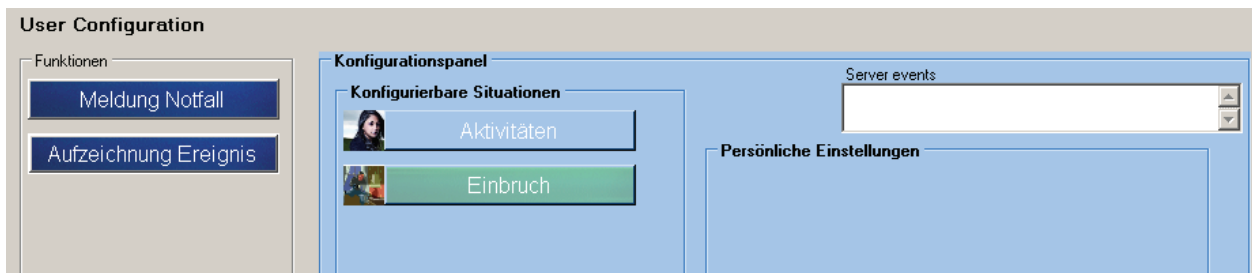 User Configuration
Funktionen
Meldung Notfall
Aufzeichnung Ereignis
Konfigurationspanel
Konfigurierbare Situationen
Aktivitäten
Einbruch
Server events
Persönliche Einstellungen